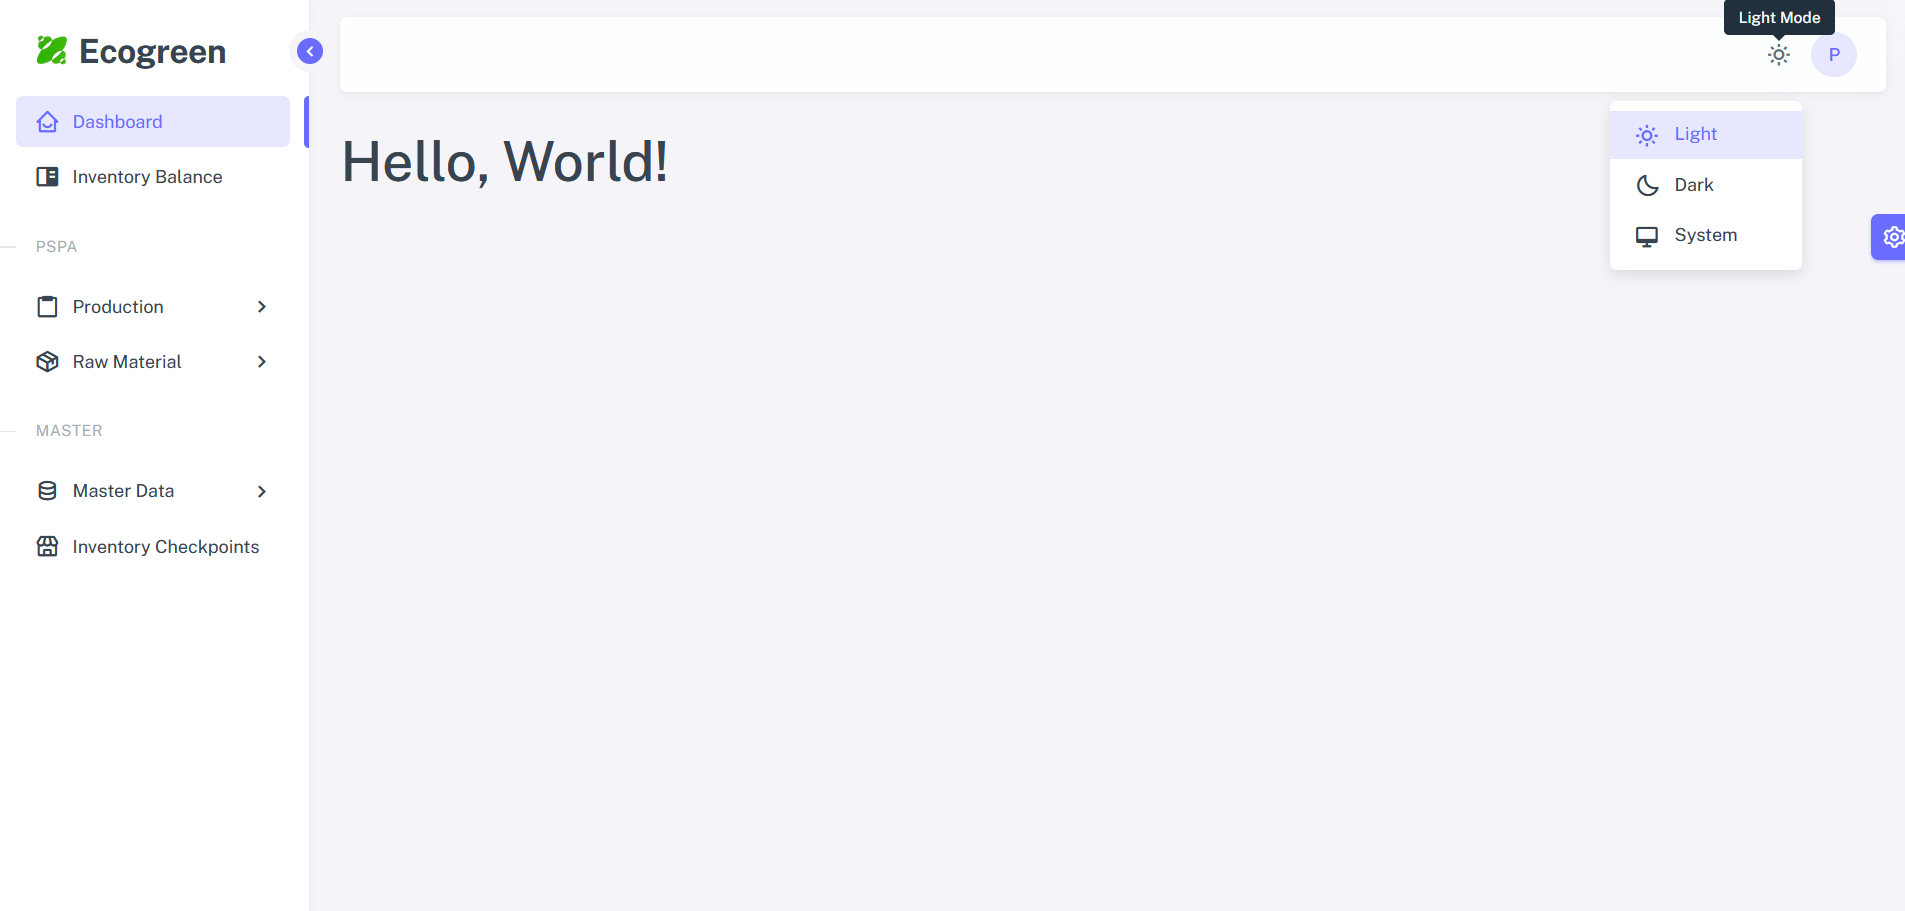 Ecogreen
Dashboard
Inventory Balance
PSPA
Production
Raw Material
MASTER
Master Data
Inventory Checkpoints
Light Mode
P
Hello, World!
Light
Dark
System